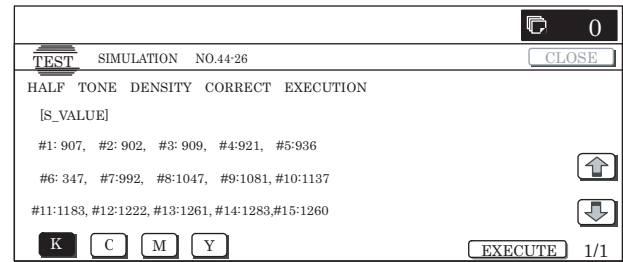 0
TEST SIMULATION NO.44-26 CLOSE
HALF TONE DENSITY CORRECT EXECUTION
[S_VALUE]
#1: 907, #2: 902, #3: 909, #4:921, #5:936
#6: 347, #7:992, #8:1047, #9:1081, #10:1137
#11:1183, #12:1222, #13:1261, #14:1283,#15:1260
K C M Y EXECUTE 1/1